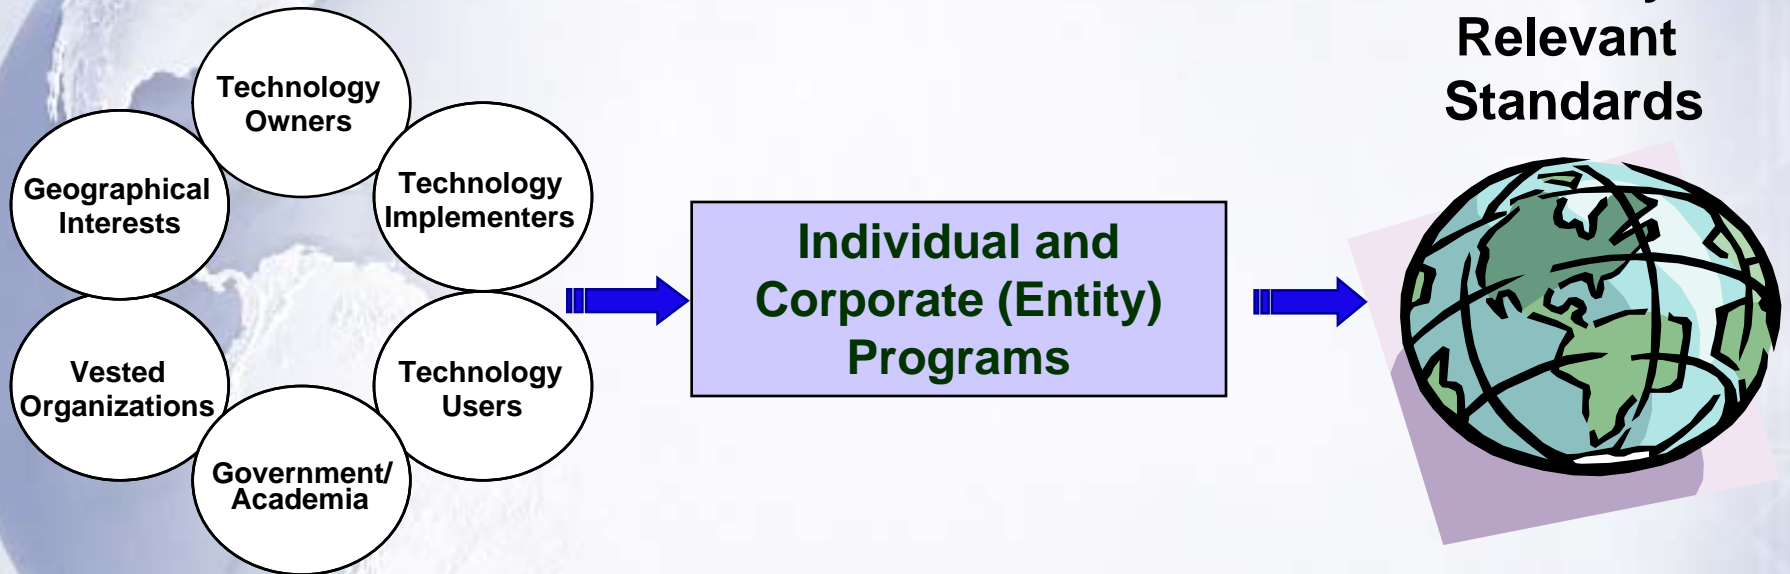 Technology
Owners
Geographical
Interests
Technology
Implementers
Vested
Organizations
Technology
Users
Government/
Academia
Individual and
Corporate (Entity)
Programs
Relevant
Standards